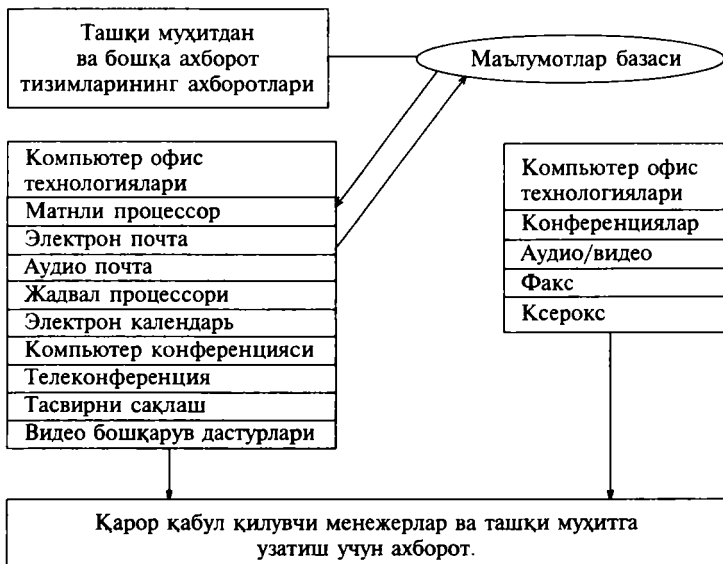 Ташқи муҳитдан
ва бошқа ахборот
тизимларининг ахборотлари
Маълумотлар базаси
Компьютер офис
технологиялари
Матнли процессор
Электрон почта
Аудио почта
Жадвал процессори
Электрон календарь
Компьютер конференцияси
Телеконференция
Тасвирни сақлаш
Видео бошқарув дастурлари
Компьютер офис
технологиялари
Конференциялар
Аудио/видео
Факс
Ксерокс
Қарор қабул қилувчи менежерлар ва ташқи муҳитга
узатиш учун ахборот.